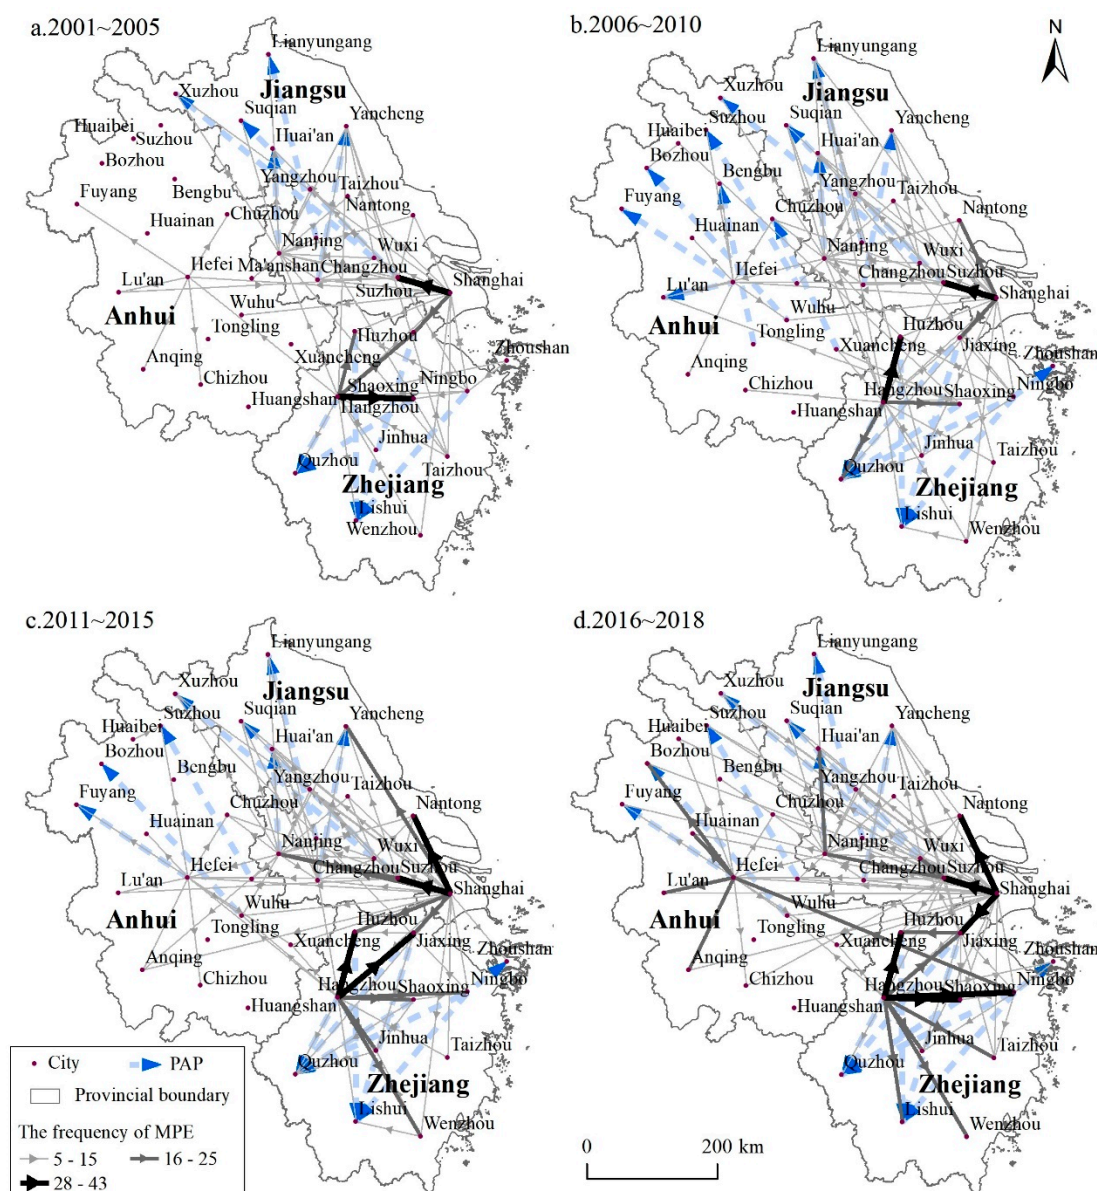 a.2001~2005
Lianyungang
Xuzhou
Jiangsu
Suqian
Yancheng
Huaibei
Suzhou
Huai'an
Bozhou
Yangzhou
Taizhou
Fuyang
Bengbu
Nantong
Huainan
Chuzhou
Nanjing
Wuxi
Hefei
Ma'anshan
Changzhou
Shanghai
Lu'an
Suzhou
Anhui
Wuhu
Huzhou
Tongling
Zhoushan
Anqing
Xuancheng
Ningbo
Chizhou
Shaoxing
Huangshan
Hangzhou
Jinhua
Taizhou
Quzhou
Zhejiang
Lishui
Wenzhou
b.2006~2010
N
Lianyungang
Xuzhou
Jiangsu
Suzhou
Suqian
Yancheng
Huaibei
Huai'an
Bozhou
Bengbu
Yangzhou
Taizhou
Fuyang
Chuzhou
Nantong
Huainan
Nanjing
Wuxi
Hefei
Changzhou
Suzhou
Lu'an
Shanghai
Anhui
Wuhu
Huzhou
Tongling
Jiaxing
Zhoushan
Anqing
Xuancheng
Ningbo
Chizhou
Hangzhou
Shaoxing
Huangshan
Jinhua
Taizhou
Quzhou
Zhejiang
Lishui
Wenzhou
c.2011~2015
Lianyungang
Xuzhou
Jiangsu
Suzhou
Suqian
Yancheng
Huaibei
Huai'an
Bozhou
Bengbu
Yangzhou
Taizhou
Fuyang
Chuzhou
Nantong
Huainan
Nanjing
Wuxi
Hefei
Changzhou
Suzhou
Lu'an
Shanghai
Anhui
Wuhu
Huzhou
Tongling
Xuancheng
Jiaxing
Zhoushan
Anqing
Ningbo
Chizhou
Hangzhou
Shaoxing
Huangshan
Jinhua
Taizhou
Quzhou
Zhejiang
Lishui
Wenzhou
d.2016~2018
Lianyungang
Xuzhou
Jiangsu
Suzhou
Suqian
Yancheng
Huaibei
Huai'an
Bozhou
Bengbu
Yangzhou
Taizhou
Fuyang
Chuzhou
Nantong
Huainan
Nanjing
Wuxi
Hefei
Changzhou
Suzhou
Lu'an
Shanghai
Anhui
Wuhu
Huzhou
Tongling
Xuancheng
Jiaxing
Zhoushan
Anqing
Ningbo
Chizhou
Hangzhou
Shaoxing
Huangshan
Jinhua
Taizhou
Quzhou
Zhejiang
Lishui
Wenzhou
City
PAP
Provincial boundary
The frequency of MPE
5 - 15
16 - 25
28 - 43
0
200 km